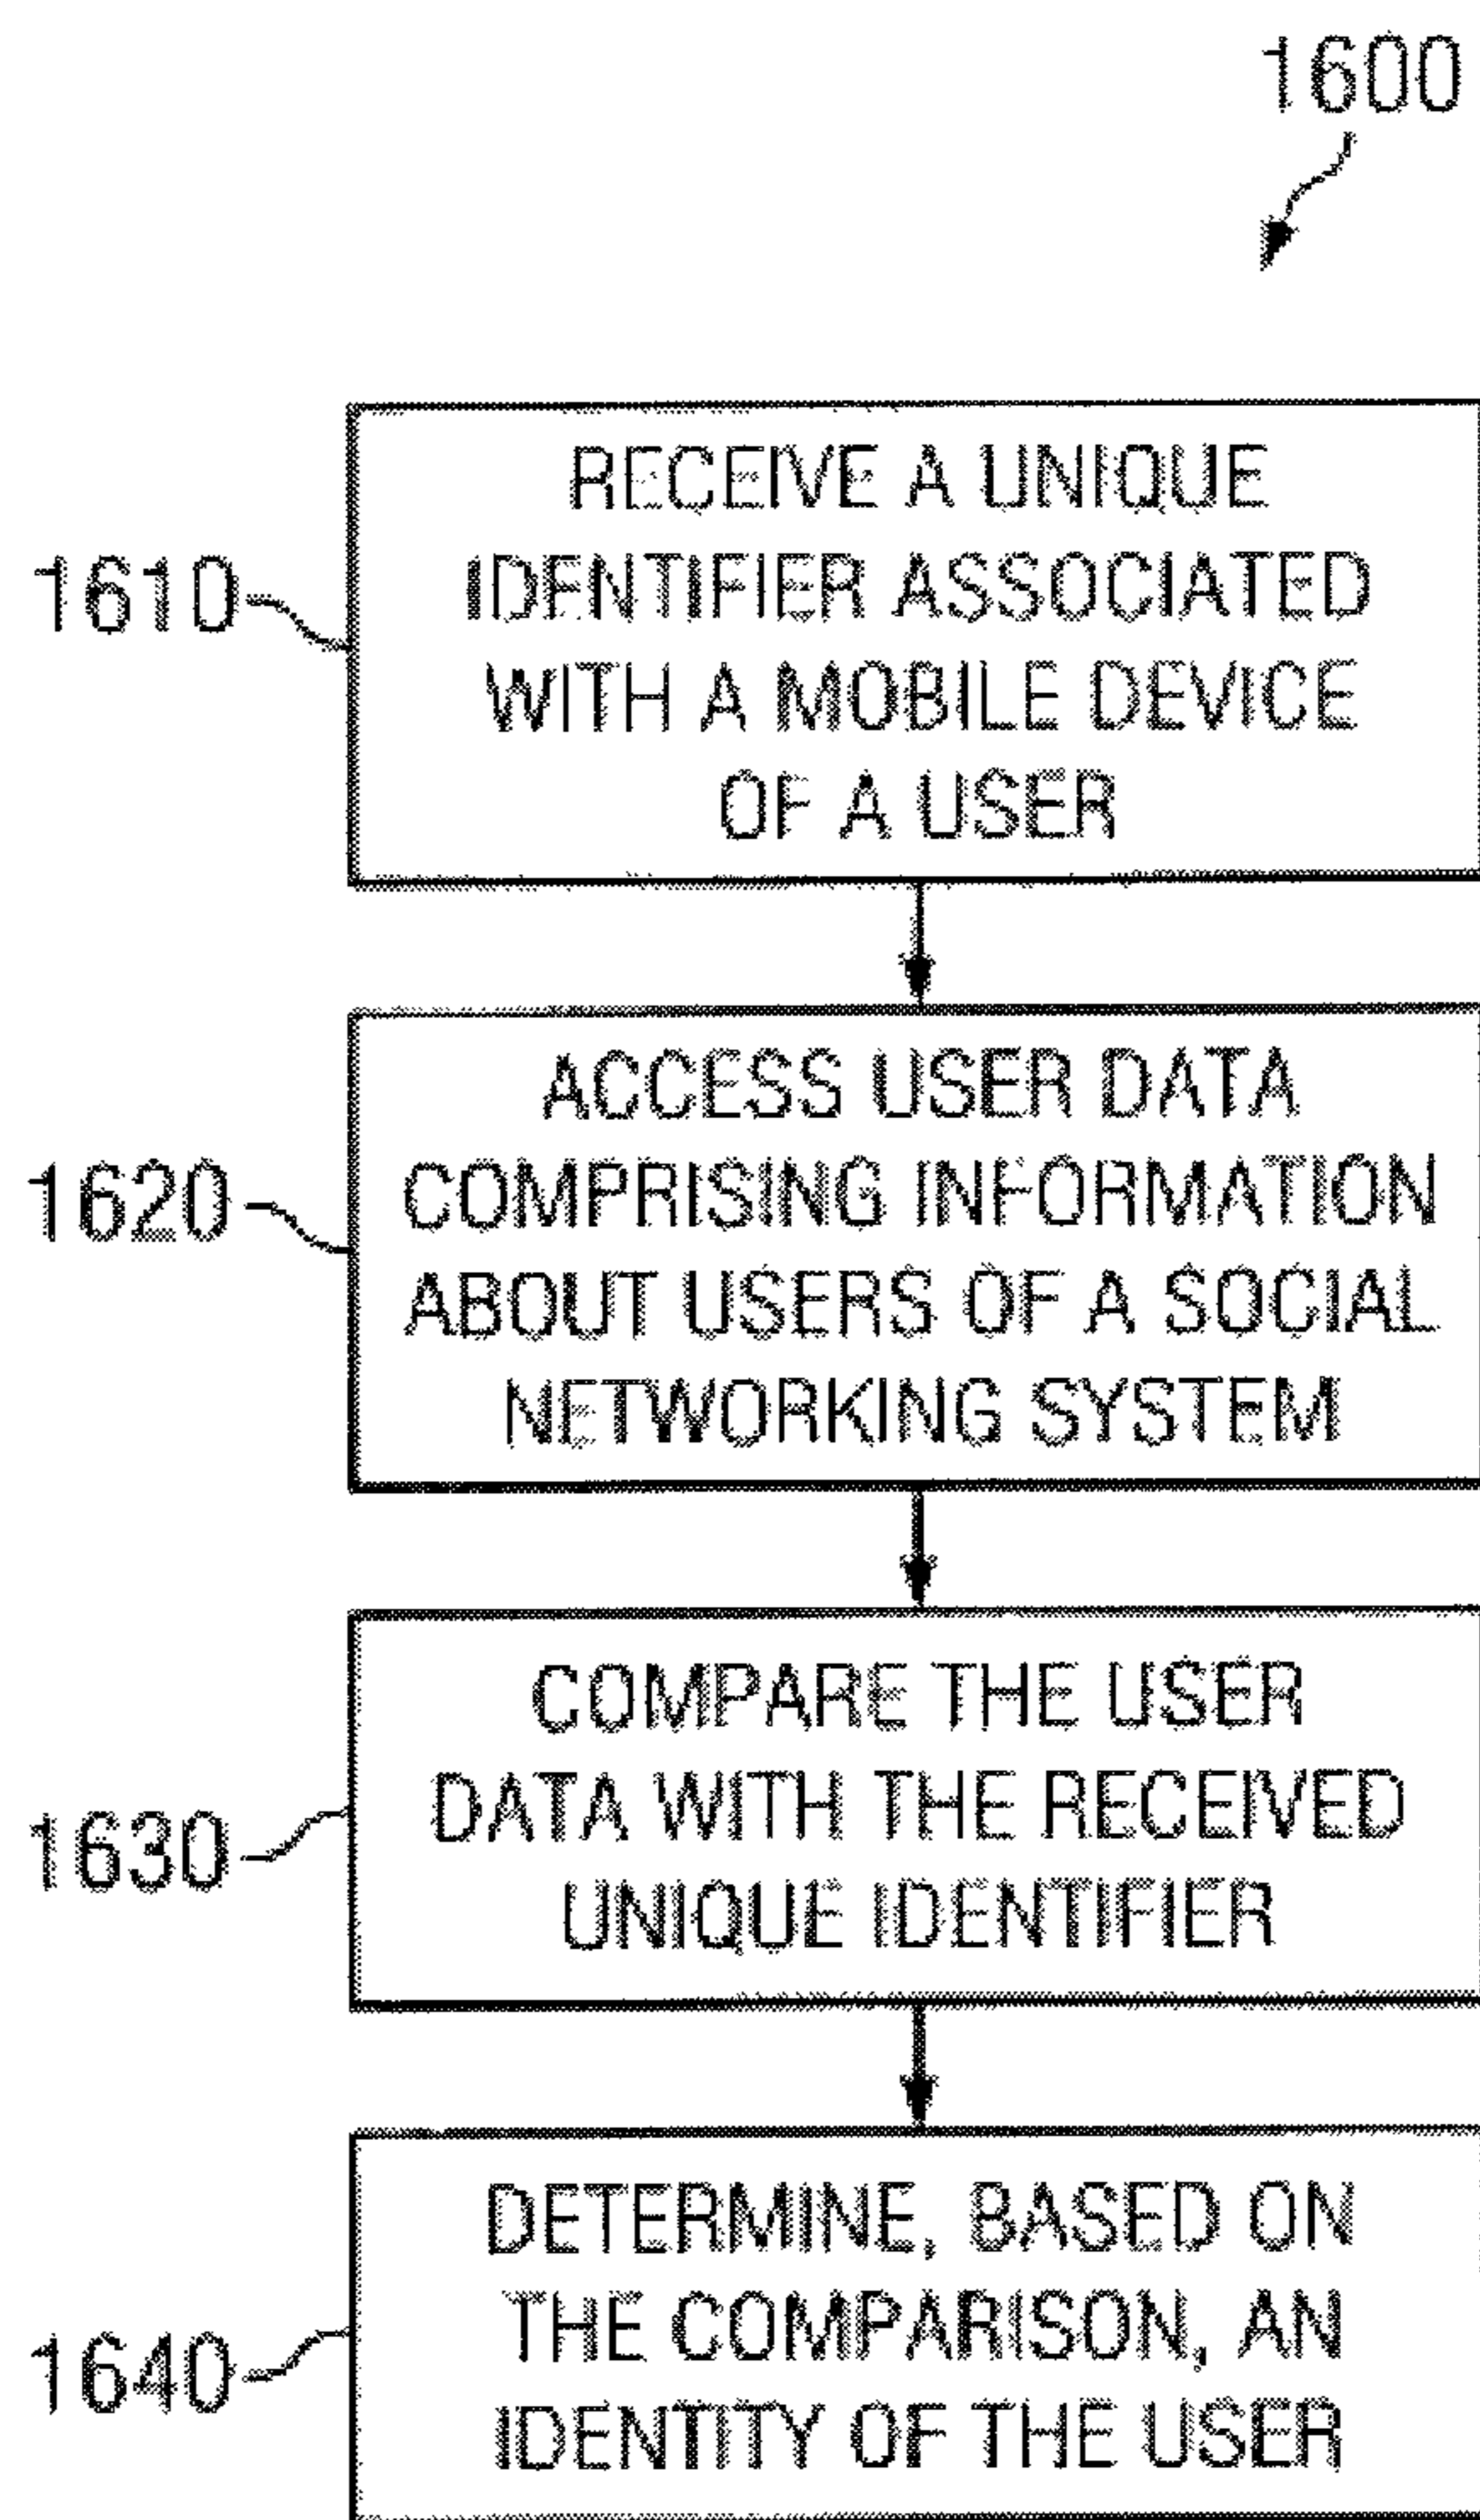 1600
RECEIVE A UNIQUE
IDENTIFIER ASSOCIATED
WITH A MOBILE DEVICE
OF A USER
1610
ACCESS USER DATA
COMPRISING INFORMATION
ABOUT USERS OF A SOCIAL
NETWORKING SYSTEM
1620
COMPARE THE USER
DATA WITH THE RECEIVED
UNIQUE IDENTIFIER
1630
DETERMINE, BASED ON
THE COMPARISON, AN
IDENTITY OF THE USER
1640